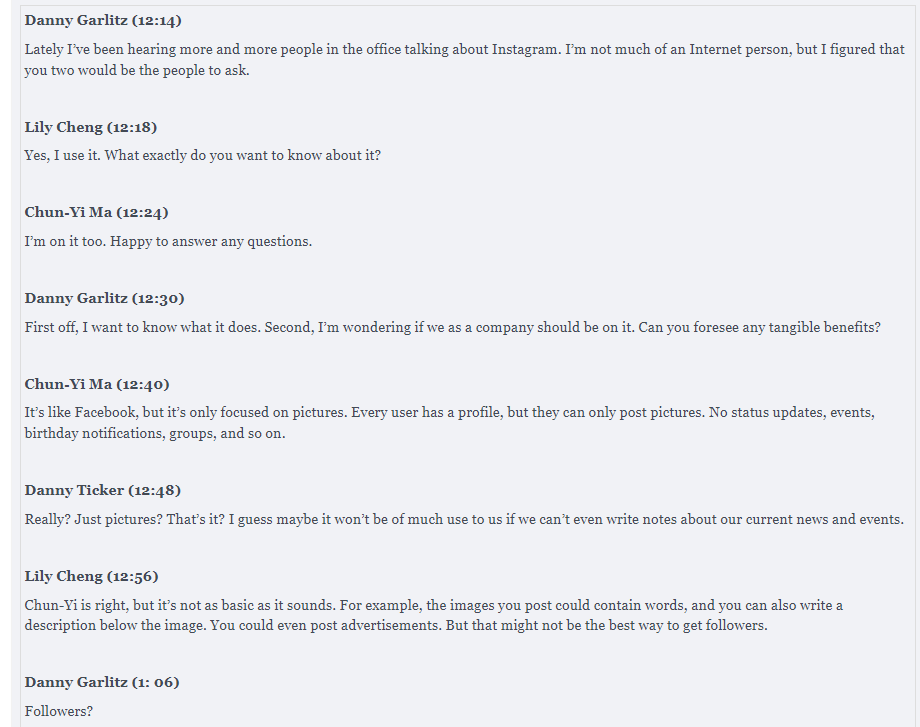 Danny Garlitz (12:14)
Lately I've been hearing more and more people in the office talking about Instagram. I'm not much of an Internet person, but I figured that
you two would be the people to ask.
Lily Cheng (12:18)
Yes, I use it. What exactly do you want to know about it?
Chun-Yi Ma (12:24)
I'm on it too. Happy to answer any questions.
Danny Garlitz (12:30)
First off, I want to know what it does. Second, I'm wondering if we as a company should be on it. Can you foresee any tangible benefits?
Chun-Yi Ma (12:40)
It's like Facebook, but it's only focused on pictures. Every user has a profile, but they can only post pictures. No status updates, events,
birthday notifications, groups, and so on.
Danny Ticker (12:48)
Really? Just pictures? That's it? I guess maybe it won't be of much use to us if we can't even write notes about our current news and events.
Lily Cheng (12:56)
Chun-Yi is right, but it's not as basic as it sounds. For example, the images you post could contain words, and you can also write a
description below the image. You could even post advertisements. But that might not be the best way to get followers.
Danny Garlitz (1: 06)
Followers?